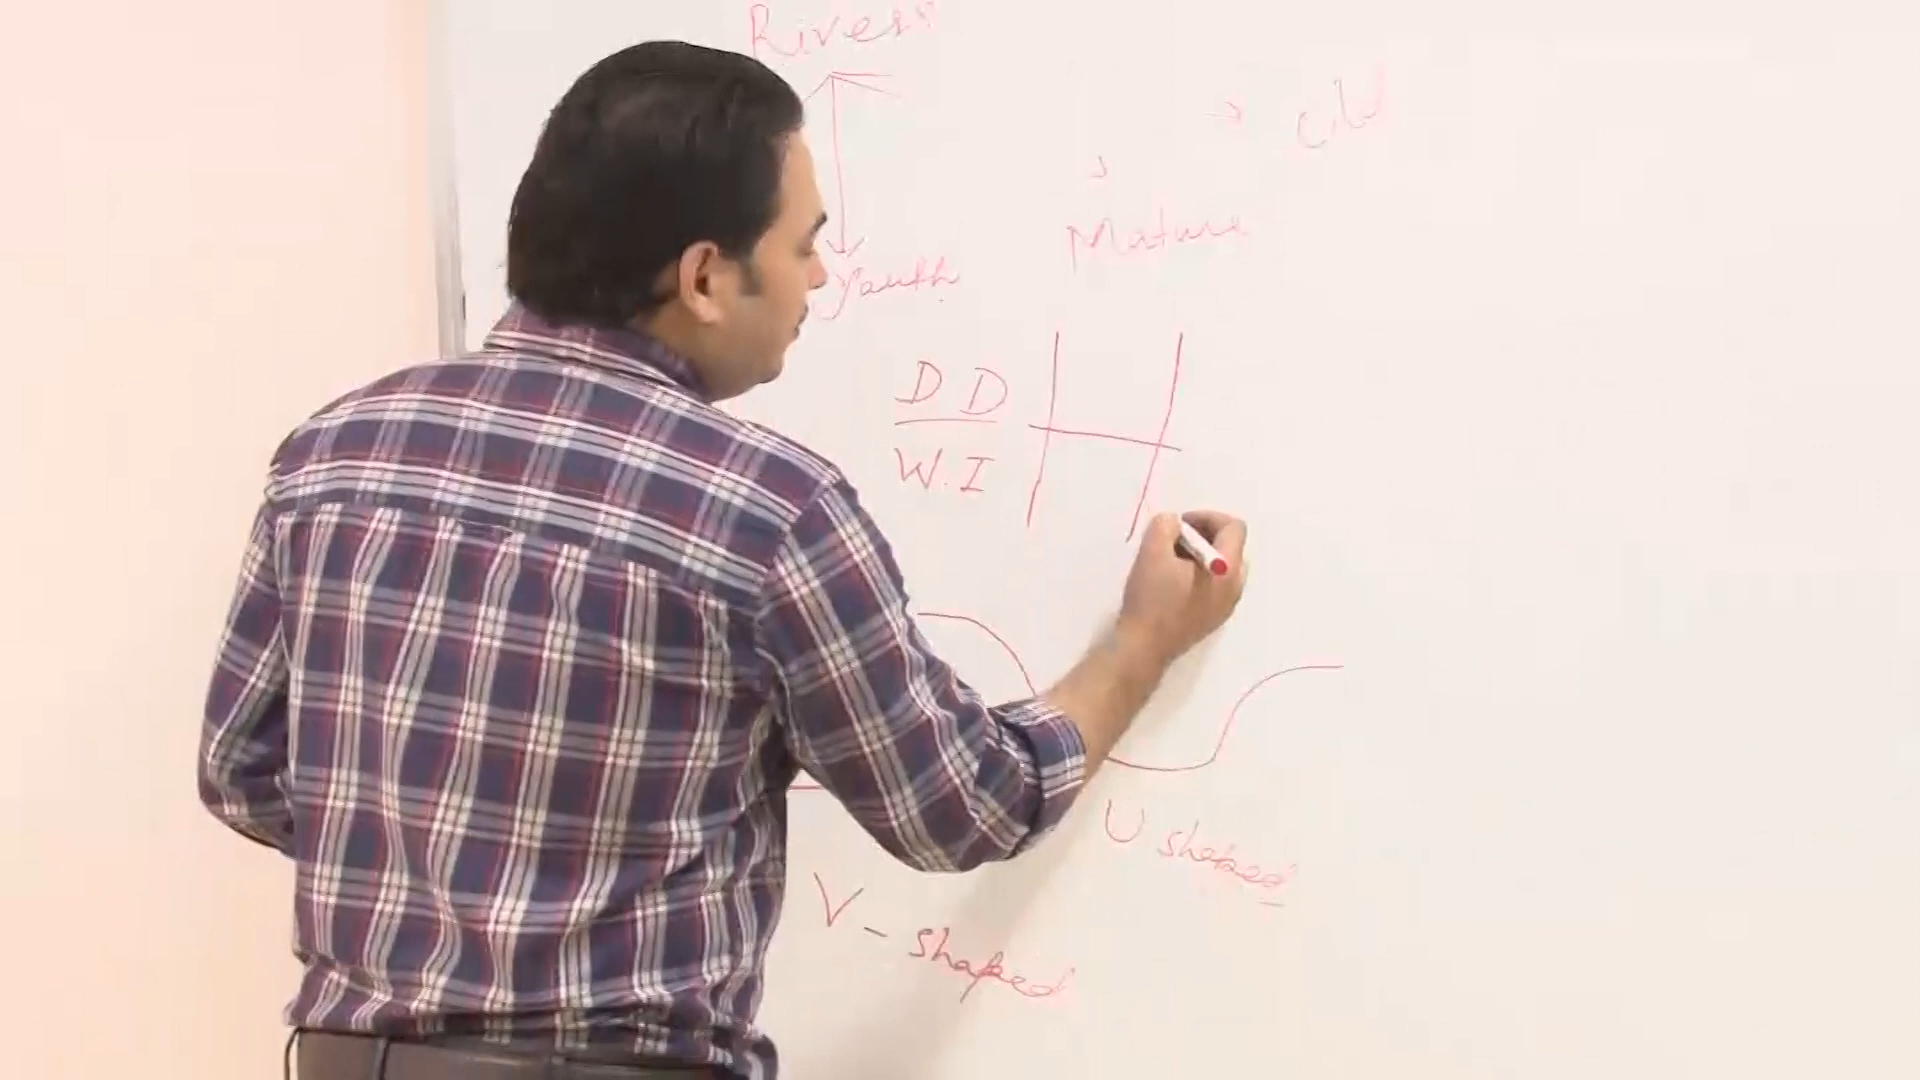 Rivers
old
Mature
Youth
D D
W.I
U shaped
V - shaped